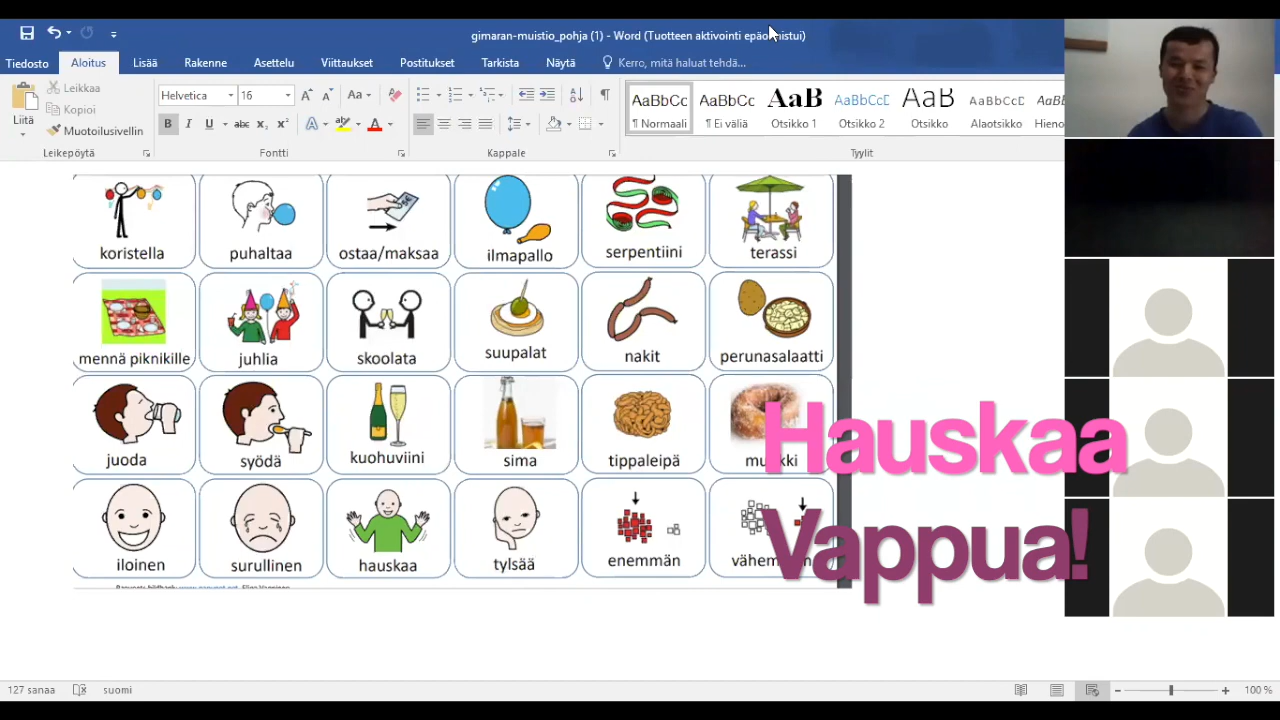 gimaran-muistio_pohja (1) - Word (Tuotteen aktivointi epäonnistui)
Tiedosto Aloitus Lisää Rakenne Asettelu Viittaukset Postitukset Tarkista Näytä Kerro, mitä haluat tehdä...
Liitä
Leikkaa
Kopioi
Muotoilusivellin
Leikepöytä
Helvetica 16
Fontti
Kappale
AaBbCc AaBbCc AaB AaBbCcD AaB AaBbCcD
¶ Normaali ¶ Ei väliä Otsikko 1 Otsikko 2 Otsikko Alaotsikko Hieno
Tyylit
koristella puhaltaa ostaa/maksaa ilmapallo serpentiini terassi
mennä piknikille juhlia skoolata suupalat nakit perunasalaatti
juoda syödä kuohuviini sima tippaleipä
iloinen surullinen hauskaa tylsää enemmän
Hauskaa
Vappua!
127 sanaa suomi 100 %